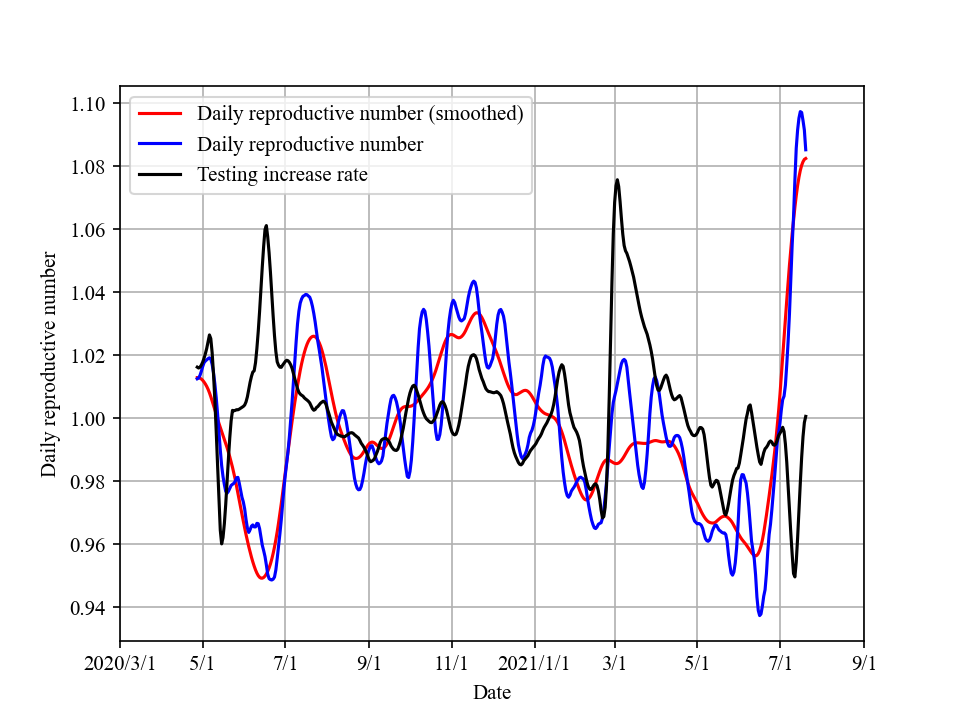 Daily reproductive number (smoothed)
Daily reproductive number
Testing increase rate
Daily reproductive number
1.10
1.08
1.06
1.04
1.02
1.00
0.98
0.96
0.94
2020/3/1 5/1 7/1 9/1 11/1 2021/1/1 3/1 5/1 7/1 9/1
Date